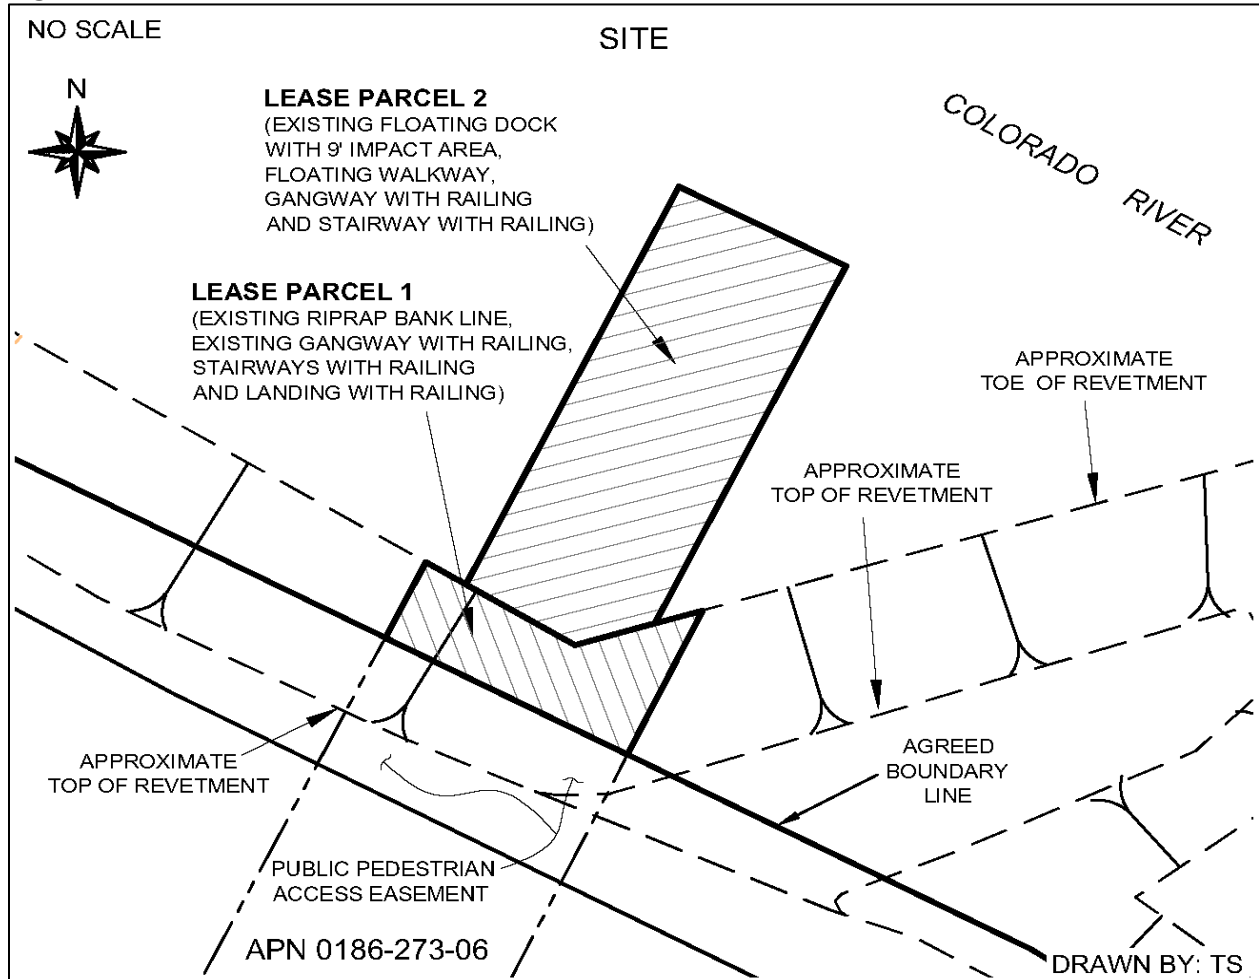 NO SCALE
SITE
N
LEASE PARCEL 2
(EXISTING FLOATING DOCK
WITH 9' IMPACT AREA,
FLOATING WALKWAY,
GANGWAY WITH RAILING
AND STAIRWAY WITH RAILING)
COLORADO RIVER
LEASE PARCEL 1
(EXISTING RIPRAP BANK LINE,
EXISTING GANGWAY WITH RAILING,
STAIRWAYS WITH RAILING
AND LANDING WITH RAILING)
APPROXIMATE
TOE OF REVETMENT
APPROXIMATE
TOP OF REVETMENT
APPROXIMATE
TOP OF REVETMENT
AGREED
BOUNDARY
LINE
PUBLIC PEDESTRIAN
ACCESS EASEMENT
APN 0186-273-06
DRAWN BY: TS